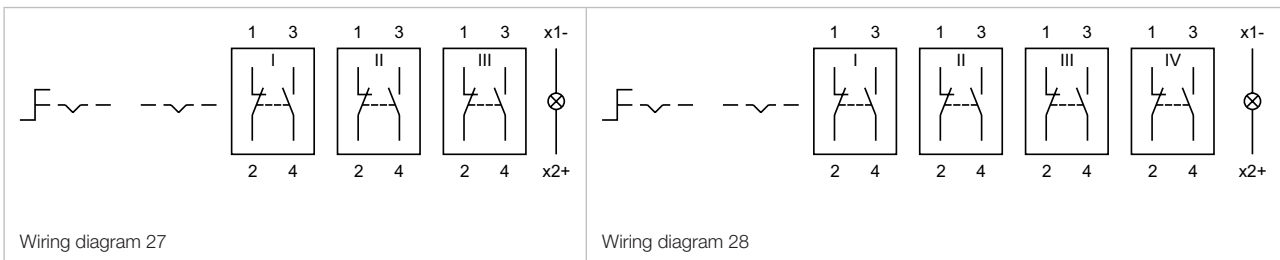 1 3 1 3 1 3 x1-
I II III
2 4 2 4 2 4 x2+
Wiring diagram 27
1 3 1 3 1 3 1 3 x1-
I II III IV
2 4 2 4 2 4 2 4 x2+
Wiring diagram 28